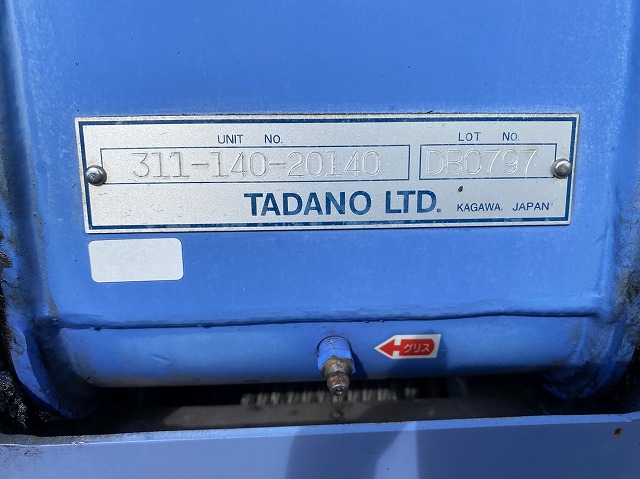 UNIT NO. LOT NO.
311-140-20140 DB0797
TADANO LTD. KAGAWA, JAPAN
グリス